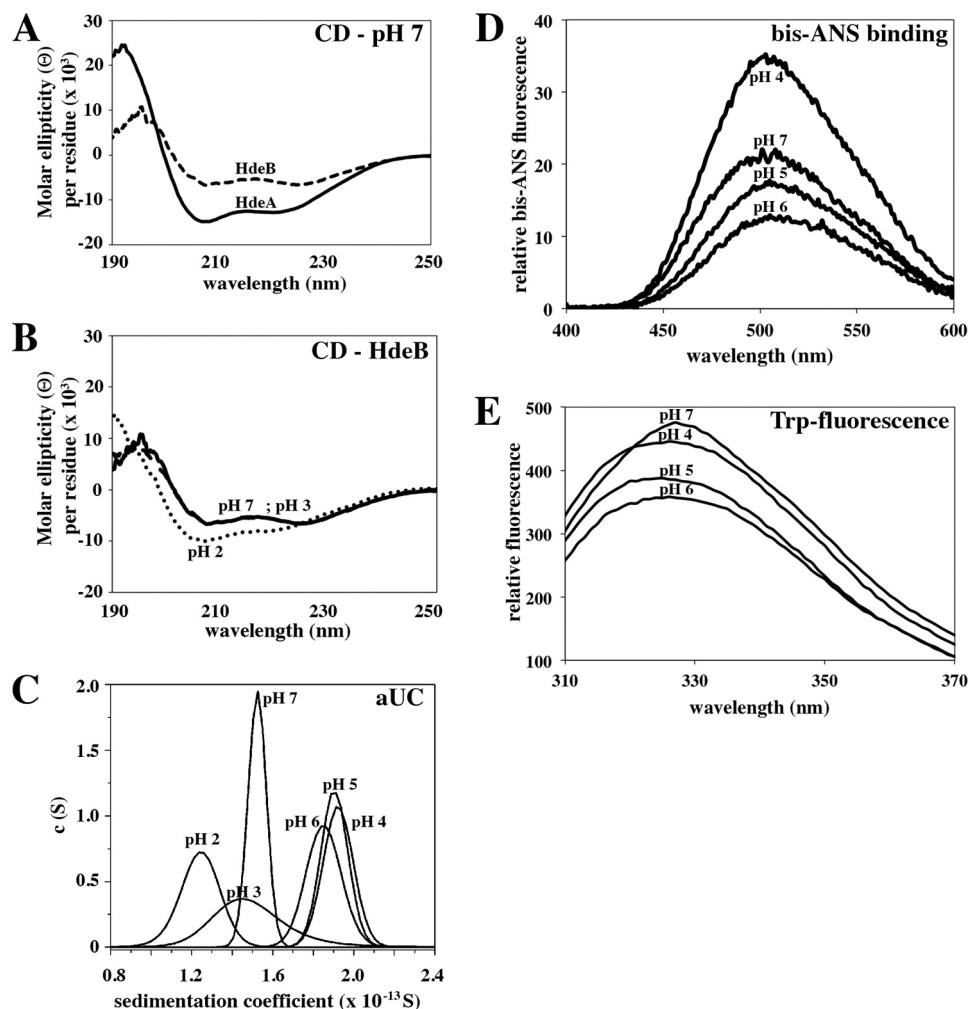 A
CD - pH 7
Molar ellipticity (Θ)
per residue (x 10³)
30
20
10
0
-10
-20
HdeB
HdeA
190
210
230
250
wavelength (nm)
B
CD - HdeB
Molar ellipticity (Θ)
per residue (x 10³)
30
20
10
0
-10
-20
pH 7 ; pH 3
pH 2
190
210
230
250
wavelength (nm)
C
aUC
c (S)
2.0
1.5
1.0
0.5
0
pH 7
pH 5
pH 6
pH 4
pH 2
pH 3
0.8
1.2
1.6
2.0
2.4
sedimentation coefficient (x 10⁻¹³S)
D
bis-ANS binding
relative bis-ANS fluorescence
40
30
20
10
0
pH 4
pH 7
pH 5
pH 6
400
450
500
550
600
wavelength (nm)
E
Trp-fluorescence
relative fluorescence
500
400
300
200
100
pH 7
pH 4
pH 5
pH 6
310
330
350
370
wavelength (nm)